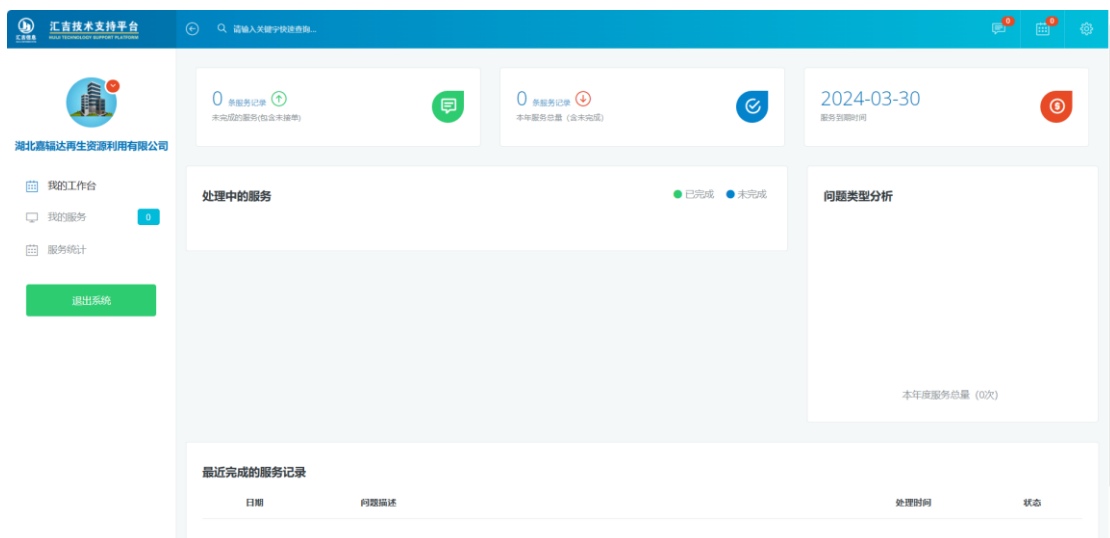 汇吉技术支持平台
HUIJI TECHNOLOGY SUPPORT PLATFORM
汇吉信息
请输入关键字快速查询...
0
0
湖北嘉辐达再生资源利用有限公司
我的工作台
我的服务 0
服务统计
退出系统
0 条服务记录
未完成的服务(包含未接单)
0 条服务记录
本年服务总量 (含未完成)
2024-03-30
服务到期时间
处理中的服务 已完成 未完成
问题类型分析
本年度服务总量 (0次)
最近完成的服务记录
日期 问题描述 处理时间 状态